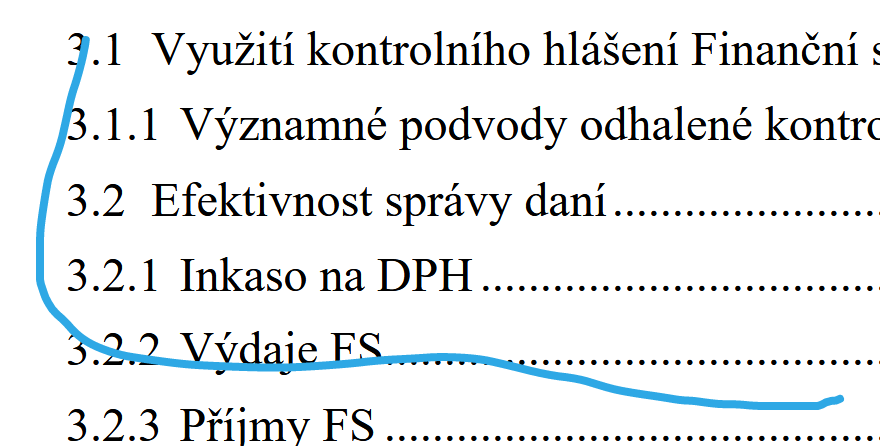 3.1 Využití kontrolního hlášení Finanční
3.1.1 Významné podvody odhalené
3.2 Efektivnost správy daní........................
3.2.1 Inkaso na DPH....................................
3.2.2 Výdaje FS............................................
3.2.3 Příjmy FS............................................